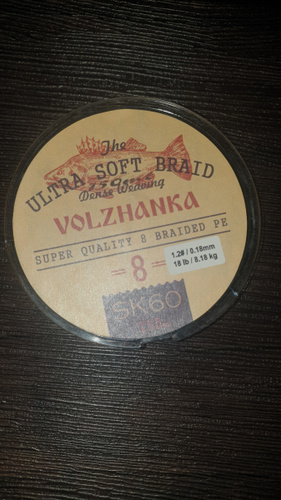 The
ULTRA SOFT BRAID
150mt
Dense Weaving
VOLZHANKA
SUPER QUALITY 8 BRAIDED PE
8
1.2# / 0.18mm
18 lb / 8.18 kg
SK60